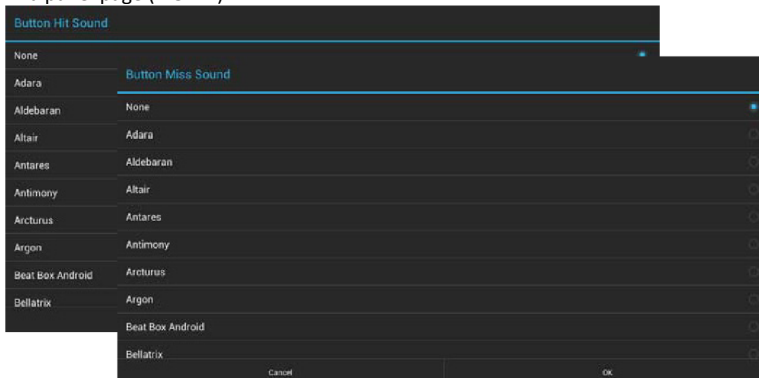 Button Hit Sound
None
Adara
Aldebaran
Altair
Antares
Antimony
Arcturus
Argon
Beat Box Android
Bellatrix
Button Miss Sound
None
Adara
Aldebaran
Altair
Antares
Antimony
Arcturus
Argon
Beat Box Android
Bellatrix
Cancel
OK